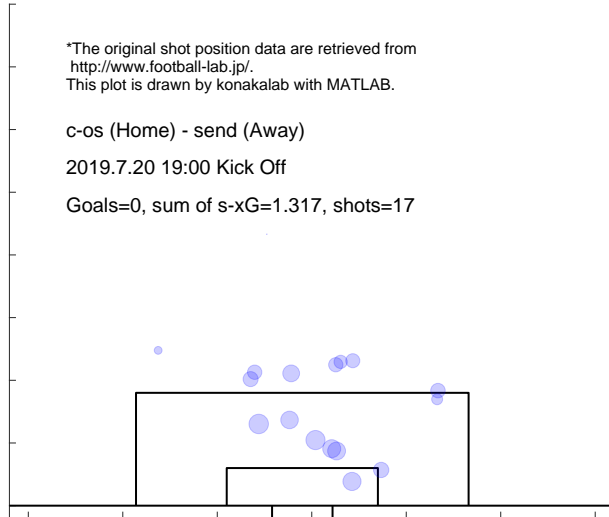 *The original shot position data are retrieved from
http://www.football-lab.jp/.
This plot is drawn by konakalab with MATLAB.
c-os (Home) - send (Away)
2019.7.20 19:00 Kick Off
Goals=0, sum of s-xG=1.317, shots=17